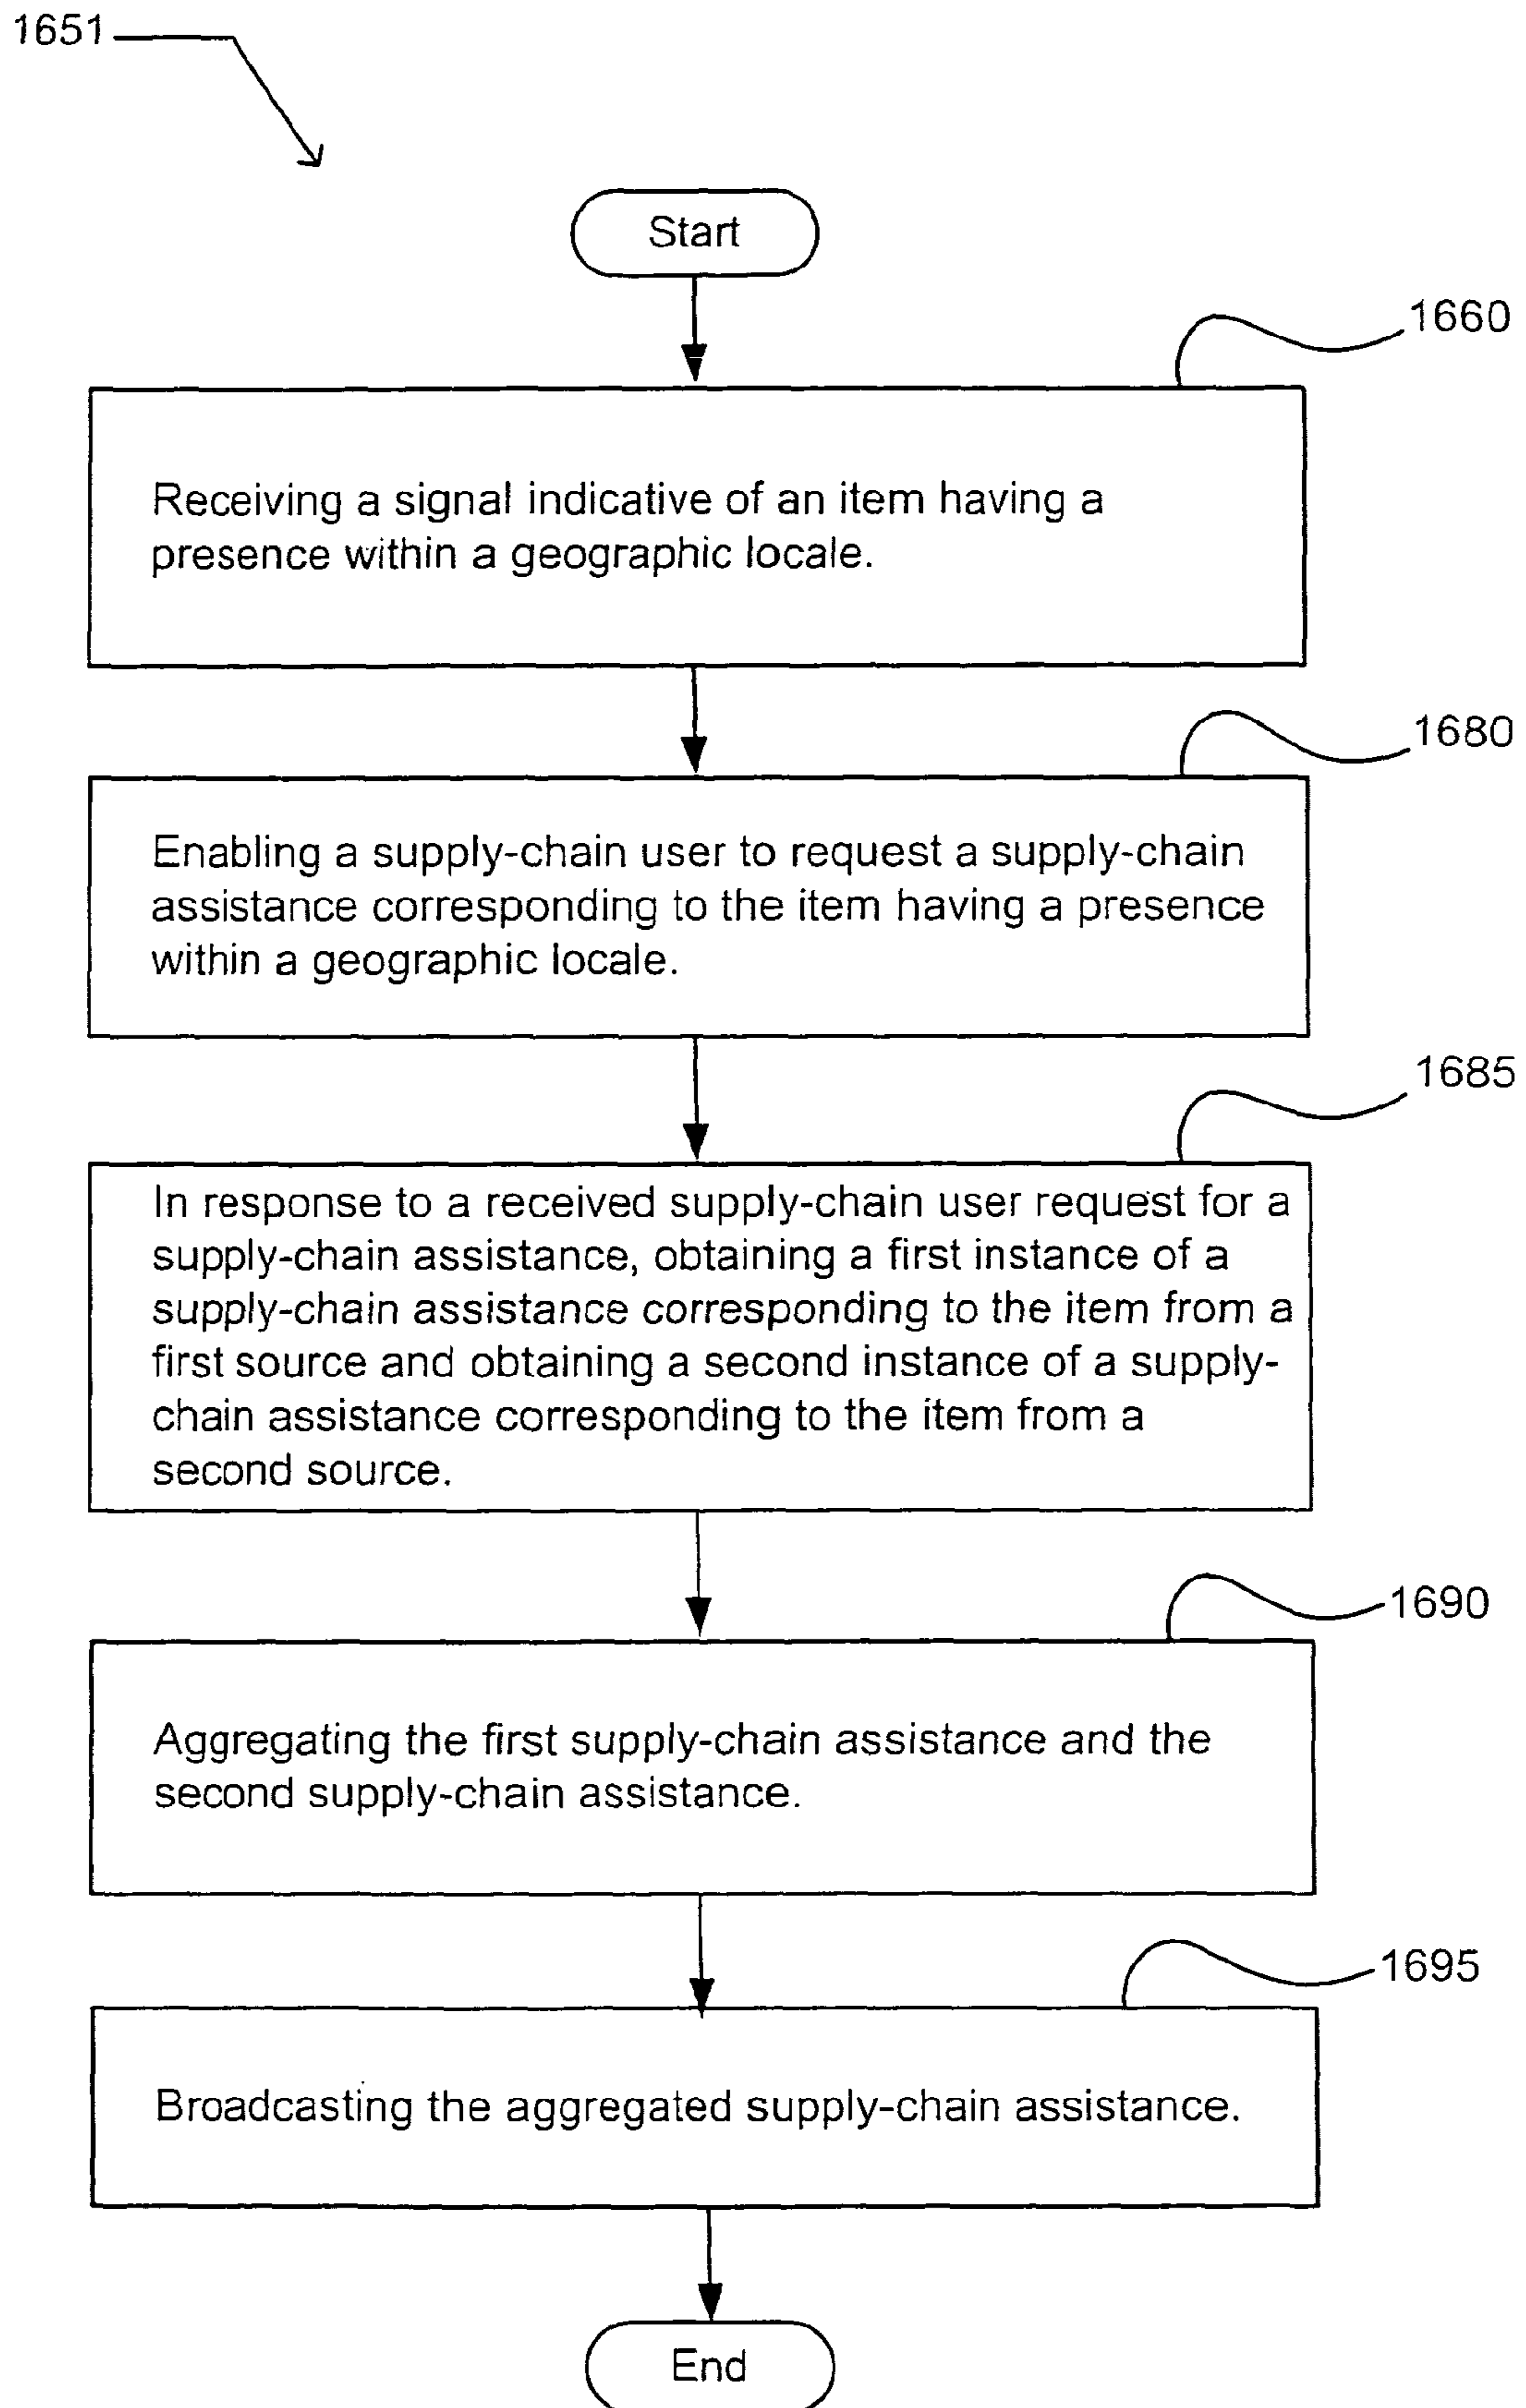 1651
Start
1660
Receiving a signal indicative of an item having a
presence within a geographic locale.
1680
Enabling a supply-chain user to request a supply-chain
assistance corresponding to the item having a presence
within a geographic locale.
1685
In response to a received supply-chain user request for a
supply-chain assistance, obtaining a first instance of a
supply-chain assistance corresponding to the item from a
first source and obtaining a second instance of a supply-
chain assistance corresponding to the item from a
second source.
1690
Aggregating the first supply-chain assistance and the
second supply-chain assistance.
1695
Broadcasting the aggregated supply-chain assistance.
End